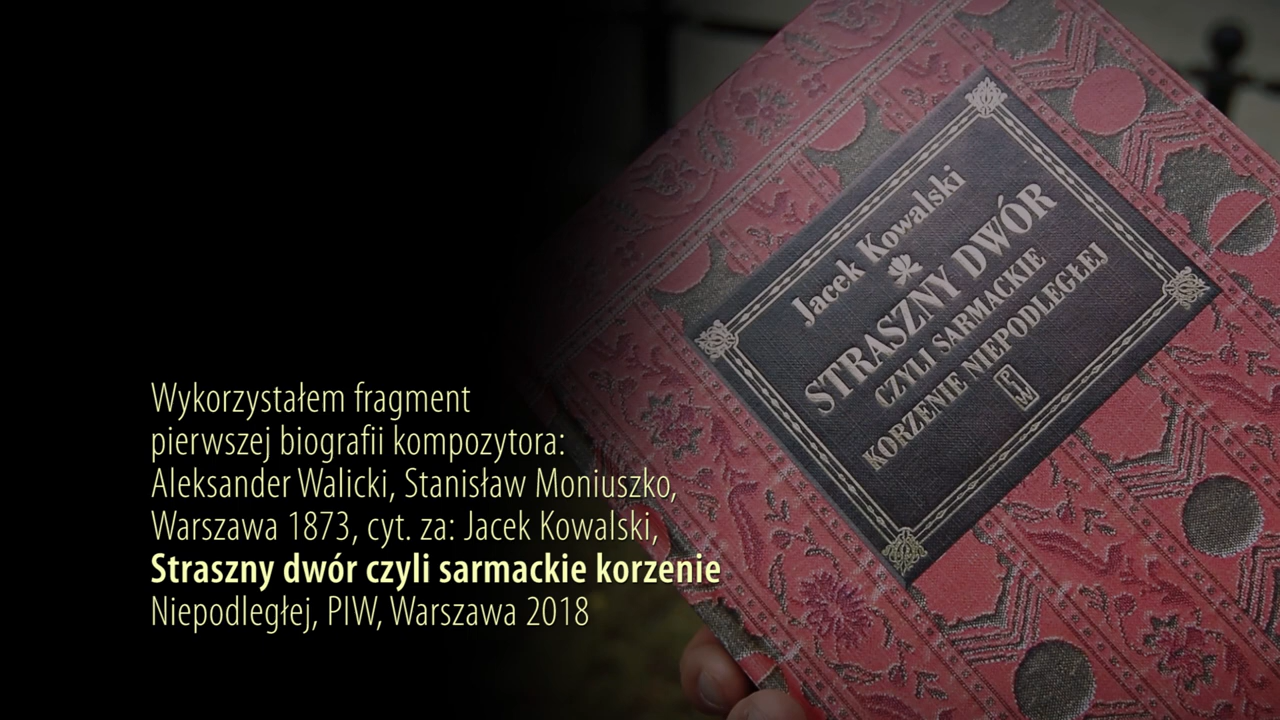 Wykorzystałem fragment
pierwszej biografii kompozytora:
Aleksander Walicki, Stanisław Moniuszko,
Warszawa 1873, cyt. za: Jacek Kowalski,
Straszny dwór czyli sarmackie korzenie
Niepodległej, PIW, Warszawa 2018
Jacek Kowalski
STRASZNY DWÓR
CZYLI SARMACKIE
KORZENIE NIEPODLEGŁEJ
PIW